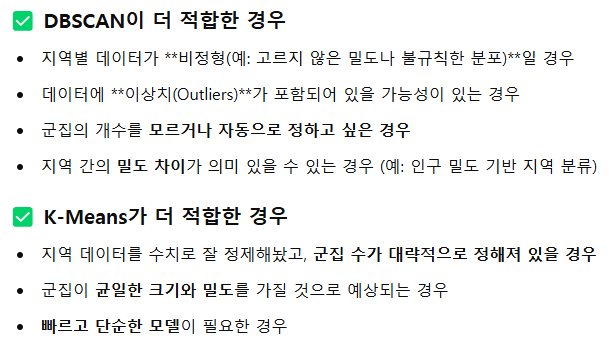 ✅ DBSCAN이 더 적합한 경우
• 지역별 데이터가 **비정형(예: 고르지 않은 밀도나 불규칙한 분포)**일 경우
• 데이터에 **이상치(Outliers)**가 포함되어 있을 가능성이 있는 경우
• 군집의 개수를 모르거나 자동으로 정하고 싶은 경우
• 지역 간의 밀도 차이가 의미 있을 수 있는 경우 (예: 인구 밀도 기반 지역 분류)
✅ K-Means가 더 적합한 경우
• 지역 데이터를 수치로 잘 정제해놨고, 군집 수가 대략적으로 정해져 있을 경우
• 군집이 균일한 크기와 밀도를 가질 것으로 예상되는 경우
• 빠르고 단순한 모델이 필요한 경우